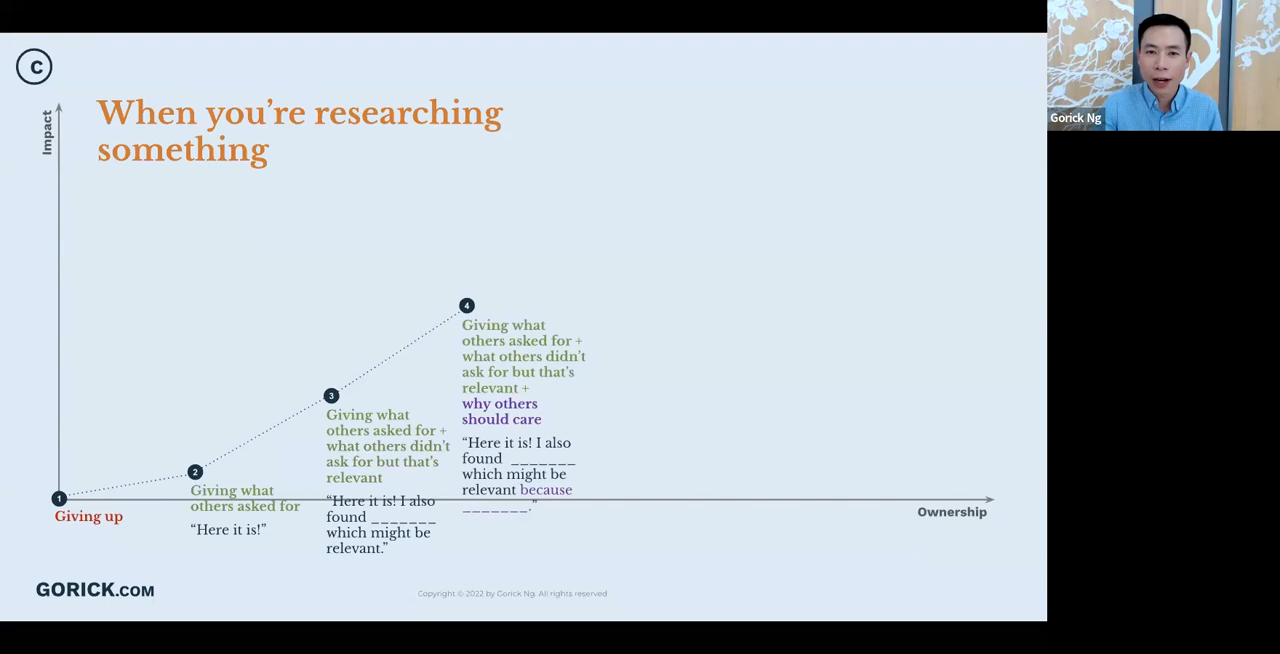 C
When you’re researching
something
Impact
4
Giving what
others asked for +
what others didn’t
ask for but that’s
relevant +
why others
should care
“Here it is! I also
found _______
which might be
relevant because
_______.”
3
Giving what
others asked for +
what others didn’t
ask for but that’s
relevant
“Here it is! I also
found _______
which might be
relevant.”
2
Giving what
others asked for
“Here it is!”
1
Giving up
Ownership
GORICK.COM
Copyright © 2022 by Gorick Ng. All rights reserved
Gorick Ng